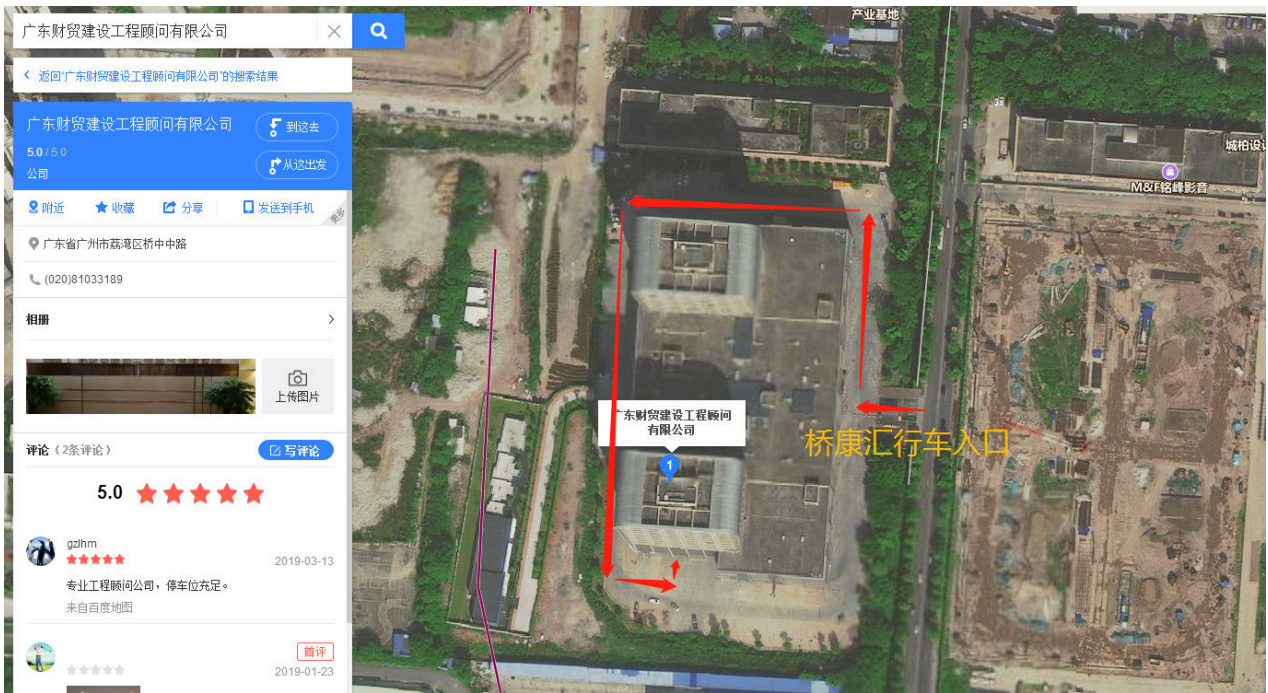 广东财贸建设工程顾问有限公司
返回"广东财贸建设工程顾问有限公司"的搜索结果
广东财贸建设工程顾问有限公司
到这去
5.0 / 5.0
从这出发
公司
附近
收藏
分享
发送到手机
广东省广州市荔湾区桥中中路
(020)81033189
相册
上传图片
评论（2条评论）
写评论
5.0
gzlhm
2019-03-13
专业工程顾问公司，停车位充足。
来自百度地图
首评
2019-01-23
产业基地
城柏设
M&F铭峰影音
广东财贸建设工程顾问
有限公司
1
桥康汇行车入口